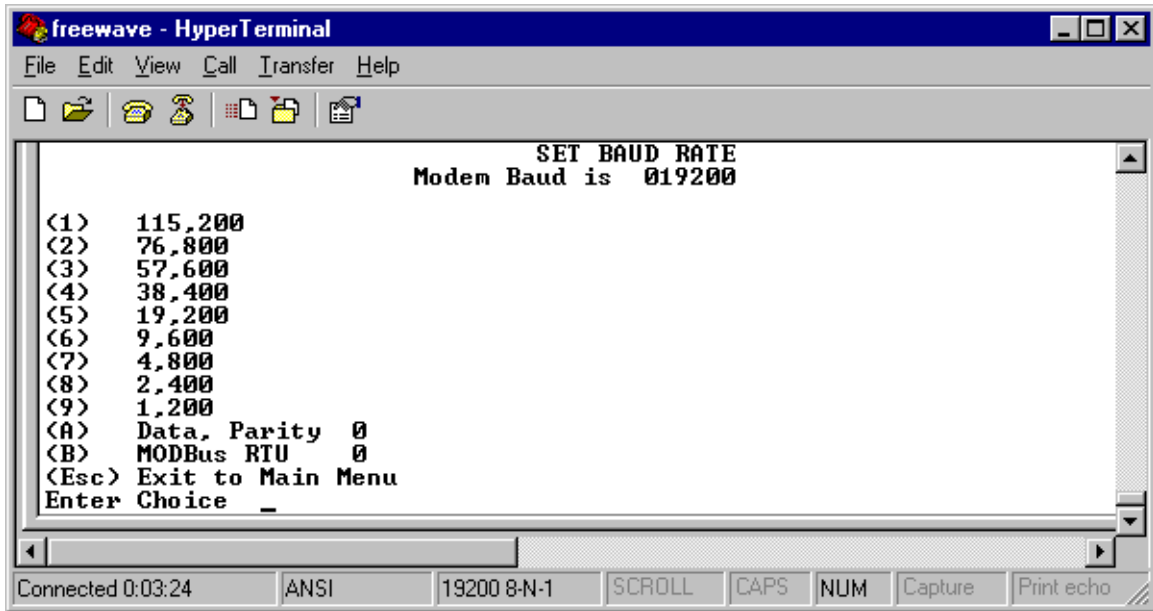 freewave - HyperTerminal
File Edit View Call Transfer Help
SET BAUD RATE
Modem Baud is 019200
(1) 115,200
(2) 76,800
(3) 57,600
(4) 38,400
(5) 19,200
(6) 9,600
(7) 4,800
(8) 2,400
(9) 1,200
(A) Data, Parity 0
(B) MODBus RTU 0
(Esc) Exit to Main Menu
Enter Choice _
Connected 0:03:24 ANSI 19200 8-N-1 SCROLL CAPS NUM Capture Print echo